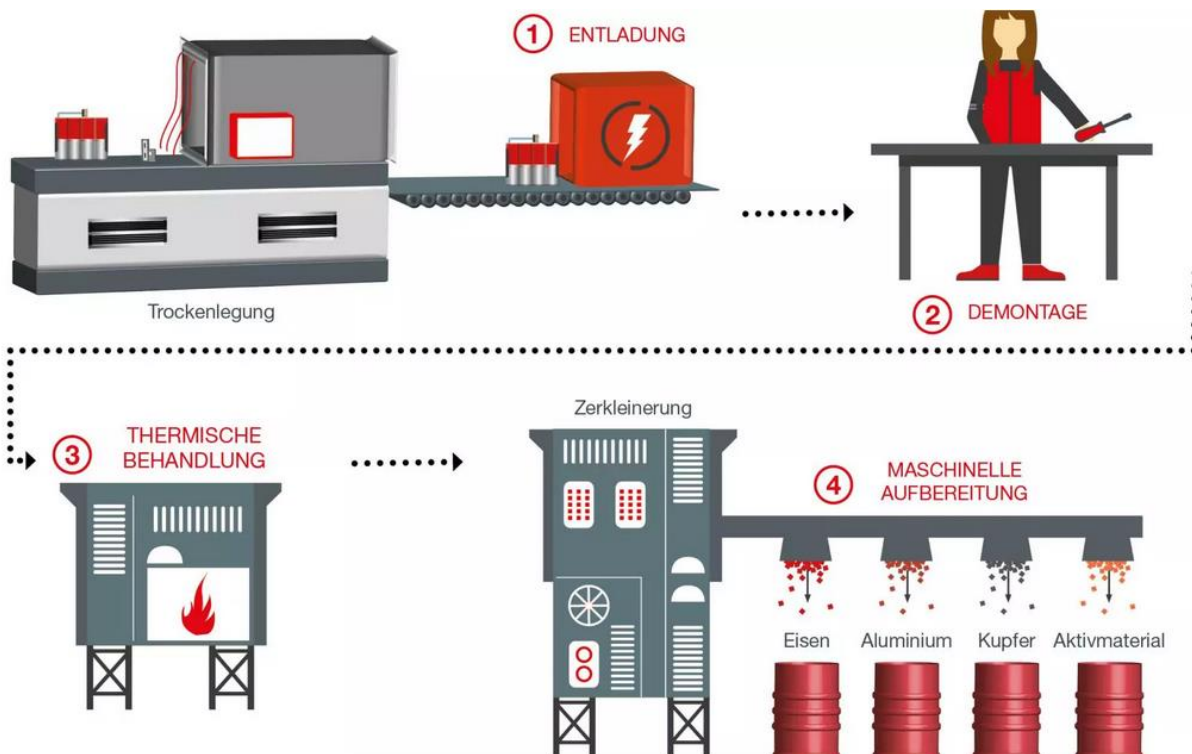 1 ENTLADUNG
Trockenlegung
2 DEMONTAGE
3 THERMISCHE
BEHANDLUNG
Zerkleinerung
4 MASCHINELLE
AUFBEREITUNG
Eisen Aluminium Kupfer Aktivmaterial